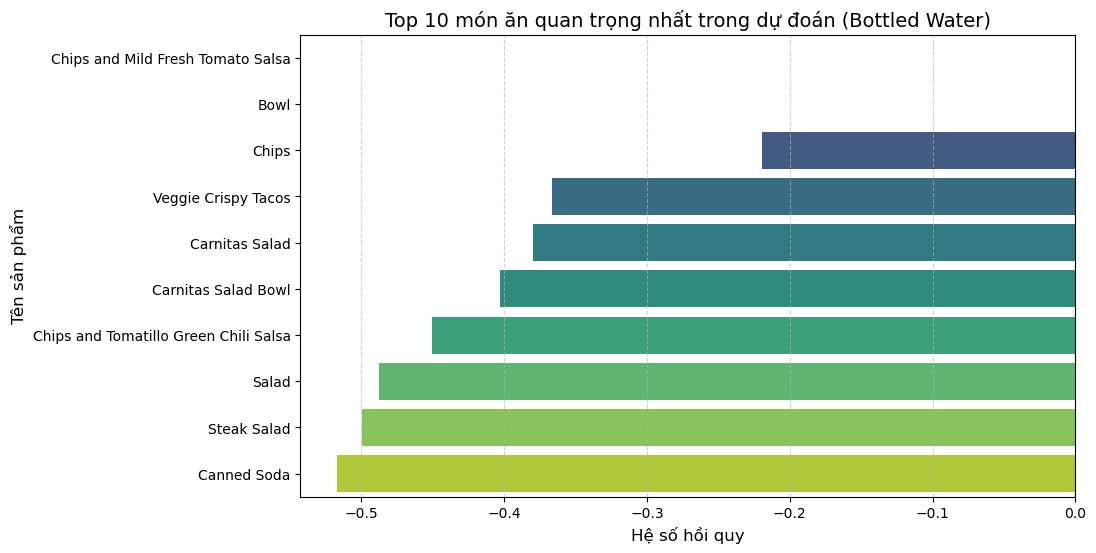 Top 10 món ăn quan trọng nhất trong dự đoán (Bottled Water)
Tên sản phẩm
Chips and Mild Fresh Tomato Salsa
Bowl
Chips
Veggie Crispy Tacos
Carnitas Salad
Carnitas Salad Bowl
Chips and Tomatillo Green Chili Salsa
Salad
Steak Salad
Canned Soda
−0.5 −0.4 −0.3 −0.2 −0.1 0.0
Hệ số hồi quy